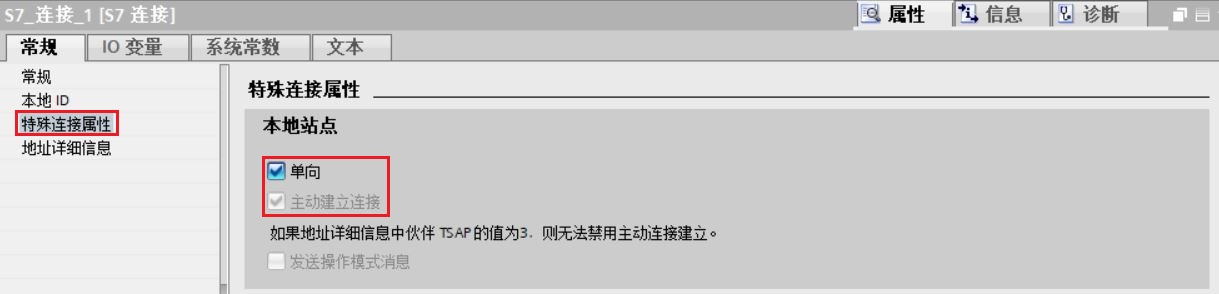 S7_连接_1 [S7 连接]
属性 信息 诊断
常规 IO 变量 系统常数 文本
常规
本地 ID
特殊连接属性
地址详细信息
特殊连接属性
本地站点
单向
主动建立连接
如果地址详细信息中伙伴 TSAP 的值为3，则无法禁用主动连接建立。
发送操作模式消息